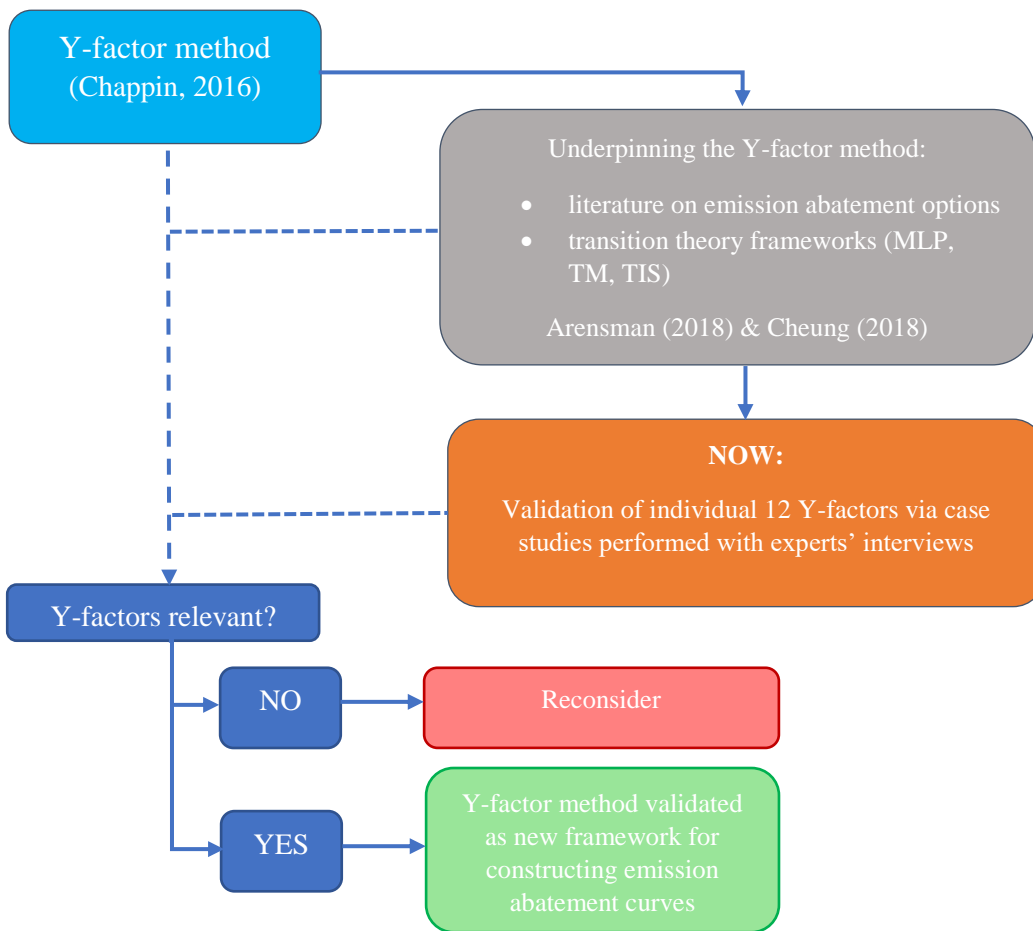 Y-factor method
(Chappin, 2016)
Underpinning the Y-factor method:
• literature on emission abatement options
• transition theory frameworks (MLP,
TM, TIS)
Arensman (2018) & Cheung (2018)
NOW:
Validation of individual 12 Y-factors via case
studies performed with experts’ interviews
Y-factors relevant?
NO
Reconsider
YES
Y-factor method validated
as new framework for
constructing emission
abatement curves